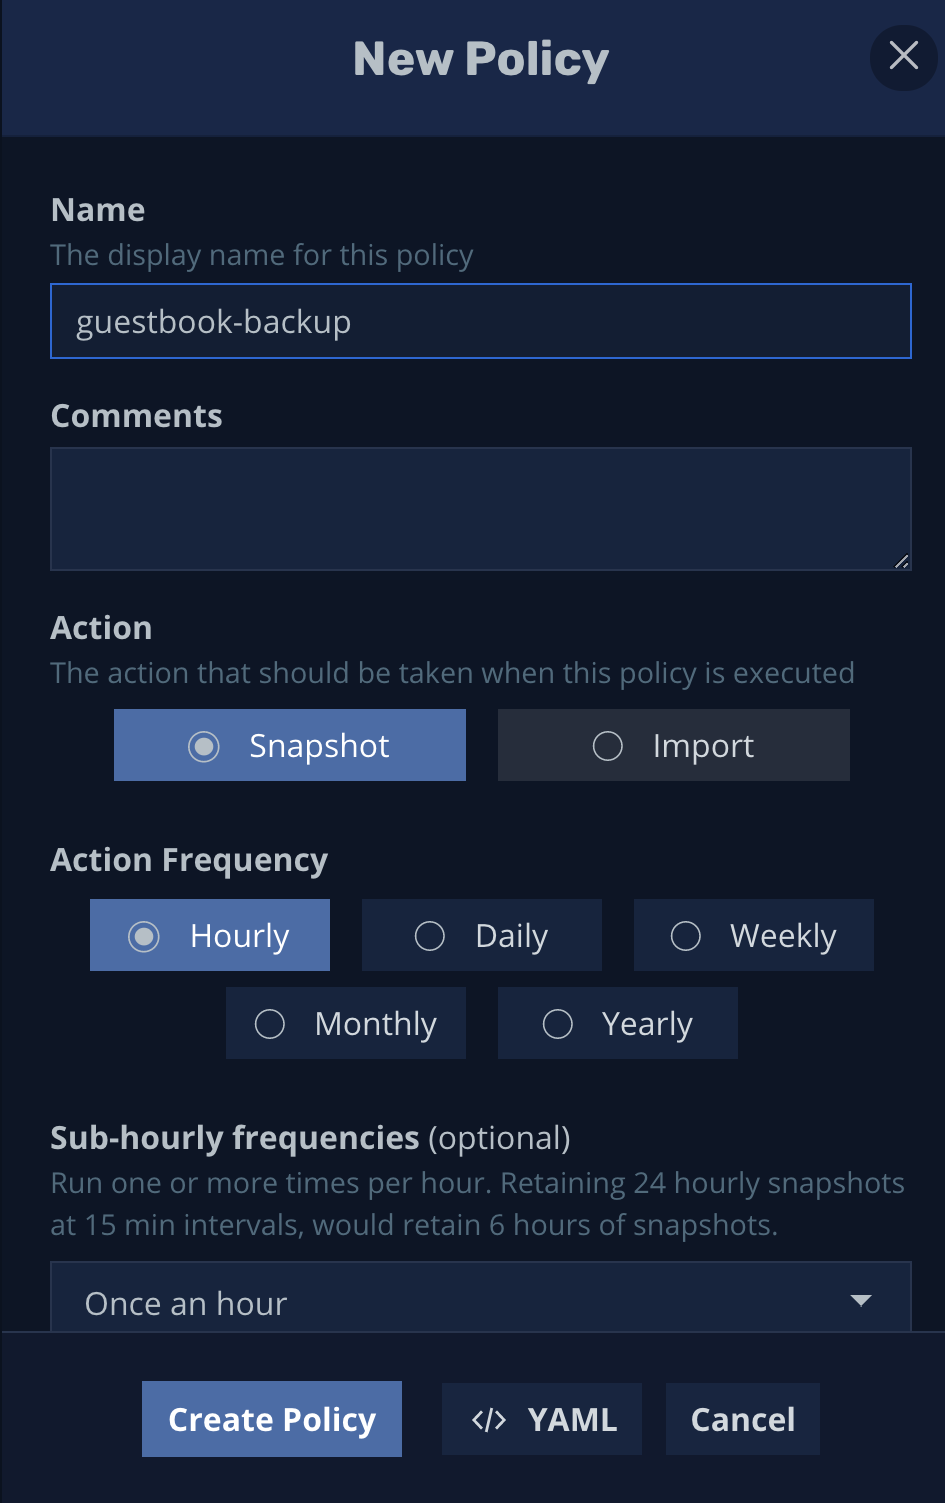 New Policy
Name
The display name for this policy
guestbook-backup
Comments
Action
The action that should be taken when this policy is executed
Snapshot Import
Action Frequency
Hourly Daily Weekly
Monthly Yearly
Sub-hourly frequencies (optional)
Run one or more times per hour. Retaining 24 hourly snapshots
at 15 min intervals, would retain 6 hours of snapshots.
Once an hour
Create Policy </> YAML Cancel